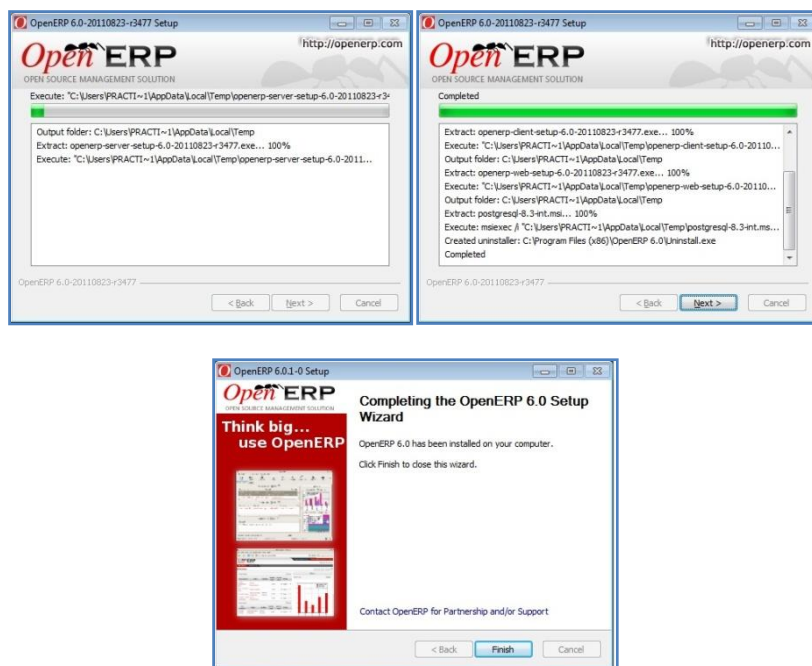 OpenERP 6.0-20110823-r3477 Setup
Open ERP
http://openerp.com
OPEN SOURCE MANAGEMENT SOLUTION
Execute: "C:\Users\PRACTI~1\AppData\Local\Temp\openerp-server-setup-6.0-20110823-r34
Output folder: C:\Users\PRACTI~1\AppData\Local\Temp
Extract: openerp-server-setup-6.0-20110823-r3477.exe... 100%
Execute: "C:\Users\PRACTI~1\AppData\Local\Temp\openerp-server-setup-6.0-2011...
OpenERP 6.0-20110823-r3477
< Back Next > Cancel
OpenERP 6.0-20110823-r3477 Setup
Open ERP
http://openerp.com
OPEN SOURCE MANAGEMENT SOLUTION
Completed
Extract: openerp-client-setup-6.0-20110823-r3477.exe... 100%
Execute: "C:\Users\PRACTI~1\AppData\Local\Temp\openerp-client-setup-6.0-20110...
Output folder: C:\Users\PRACTI~1\AppData\Local\Temp
Extract: openerp-web-setup-6.0-20110823-r3477.exe... 100%
Execute: "C:\Users\PRACTI~1\AppData\Local\Temp\openerp-web-setup-6.0-20110...
Output folder: C:\Users\PRACTI~1\AppData\Local\Temp
Extract: postgresql-8.3-int.msi... 100%
Execute: msiexec /i "C:\Users\PRACTI~1\AppData\Local\Temp\postgresql-8.3-int.ms...
Created uninstaller: C:\Program Files (x86)\OpenERP 6.0\Uninstall.exe
Completed
OpenERP 6.0-20110823-r3477
< Back Next > Cancel
OpenERP 6.0.1-0 Setup
Open ERP
OPEN SOURCE MANAGEMENT SOLUTION
Think big...
use OpenERP
Completing the OpenERP 6.0 Setup
Wizard
OpenERP 6.0 has been installed on your computer.
Click Finish to close this wizard.
Contact OpenERP for Partnership and/or Support
< Back Finish Cancel